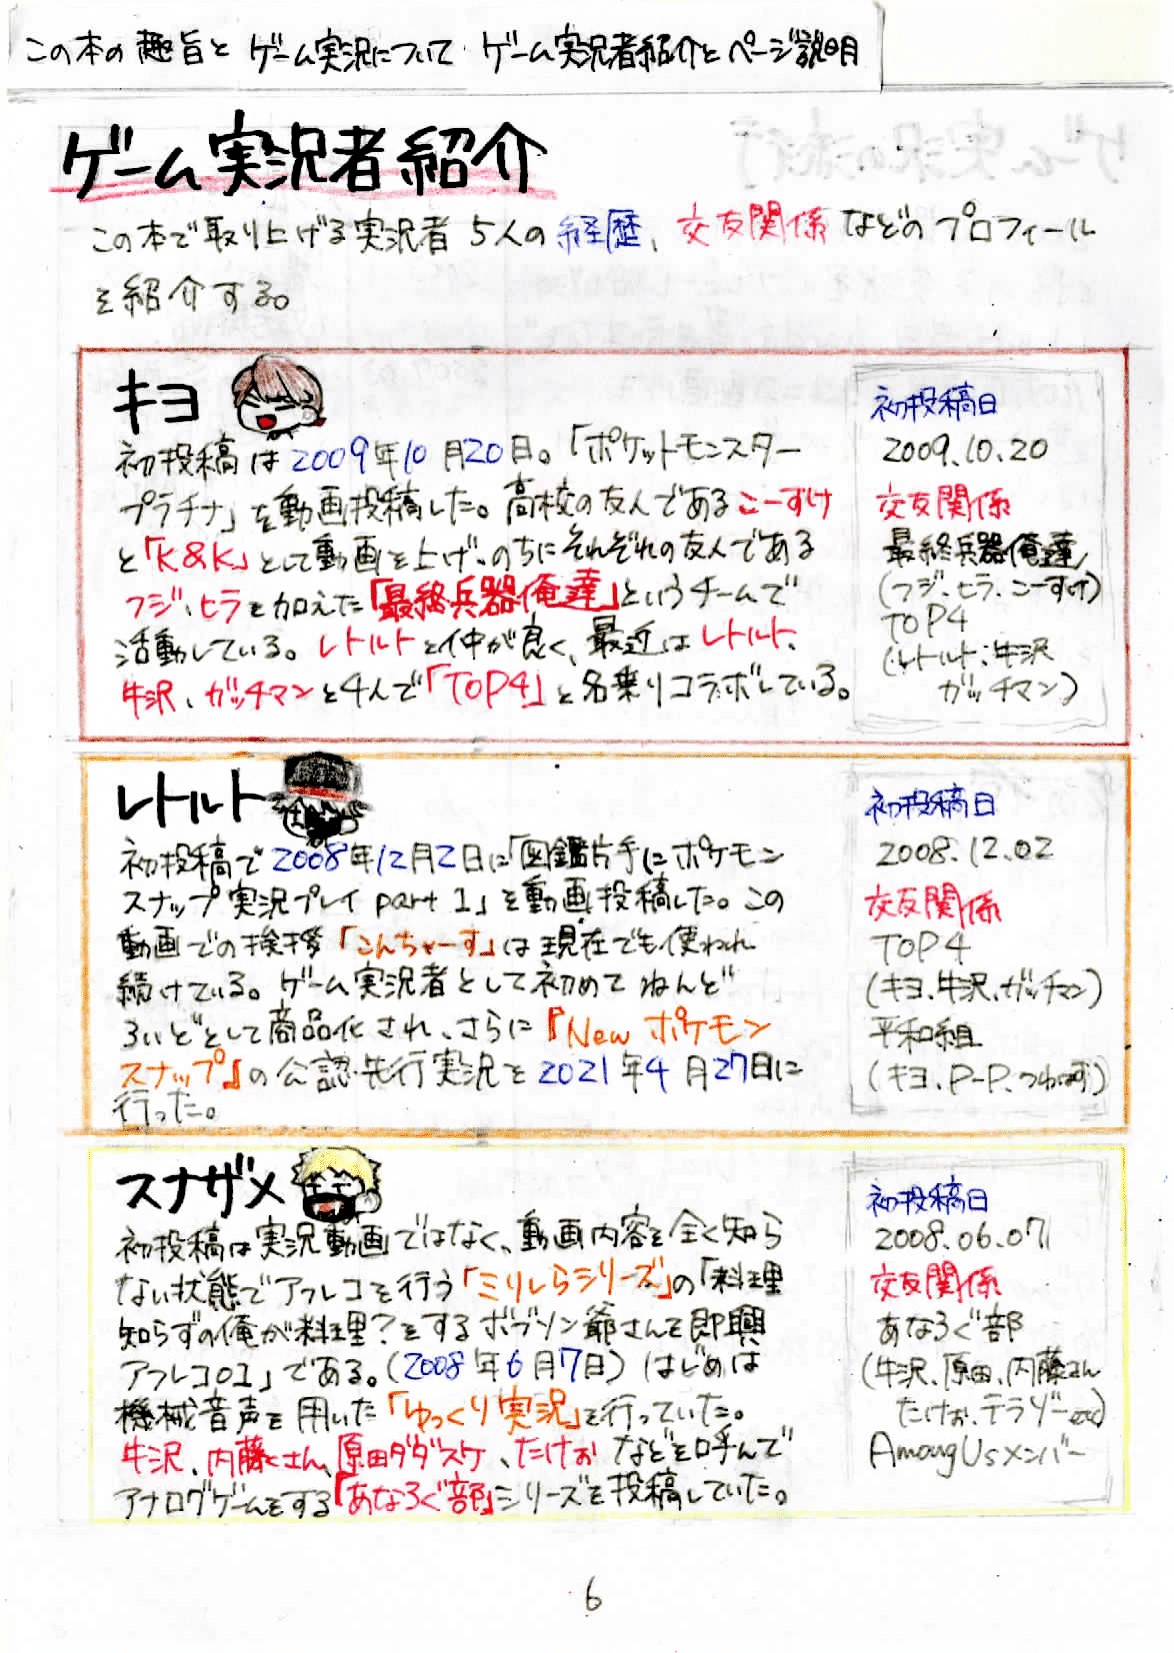 この本の趣旨と ゲーム実況について ゲーム実況者紹介とページ説明
ゲーム実況者紹介
この本で取り上げる実況者5人の経歴、交友関係などのプロフィール
を紹介する。
キヨ
初投稿は2009年10月20日。「ポケットモンスター
プラチナ」を動画投稿した。高校の友人であるこーすけ
と「K&K」として動画を上げ、のちにそれぞれの友人である
フジ、ヒラを加えた「最終兵器俺達」というチームで
活動している。レトルトと仲が良く、最近はレトルト、
牛沢、ガッチマンと4人で「TOP4」と名乗りコラボしている。
初投稿日
2009.10.20
交友関係
最終兵器俺達
(フジ、ヒラ、こーすけ)
TOP4
(レトルト、牛沢
ガッチマン)
レトルト
初投稿で2008年12月2日に「図鑑片手にポケモン
スナップ実況プレイ part1」を動画投稿した。この
動画での挨拶「こんちゃーす」は現在でも使われ
続けている。ゲーム実況者として初めてねんど
ろいどとして商品化され、さらに『New ポケモン
スナップ』の公認先行実況を2021年4月27日に
行った。
初投稿日
2008.12.02
交友関係
TOP4
(キヨ、牛沢、ガッチマン)
平和組
(キヨ、P-P、つわはす)
スナザメ
初投稿は実況動画ではなく、動画内容を全く知ら
ない状態でアフレコを行う「ミリしらシリーズ」の「料理
知らずの俺が料理?をするボブソン爺さんを即興
アフレコ01」である。(2008年6月7日) はじめは
機械音声を用いた「ゆっくり実況」を行っていた。
牛沢、内藤さん、原田ダダスケ、たけぉ などを呼んで
アナログゲームをする「あなろぐ部」シリーズを投稿していた。
初投稿日
2008.06.07
交友関係
あなろぐ部
(牛沢、原田、内藤さん
たけぉ、テラゾー etc)
AmongUsメンバー
6